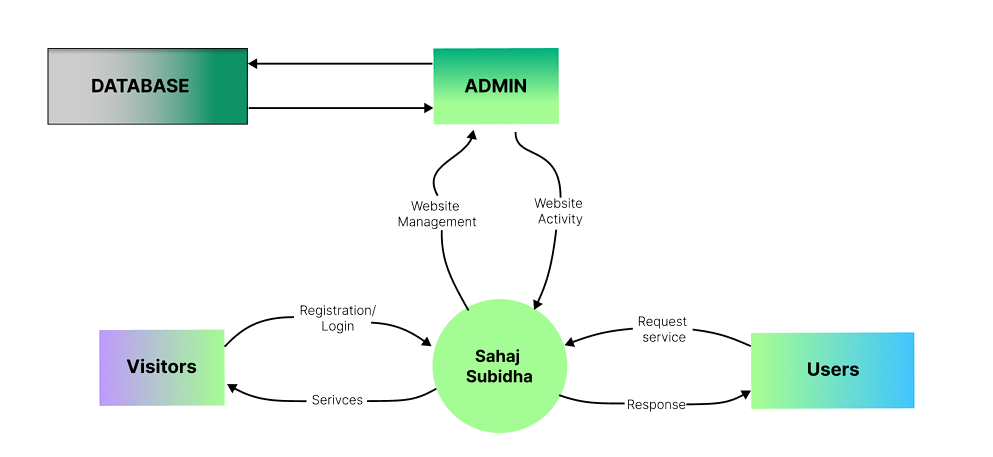 DATABASE
ADMIN
Website
Management
Website
Activity
Registration/
Login
Request
service
Visitors
Sahaj
Subidha
Users
Serivces
Response